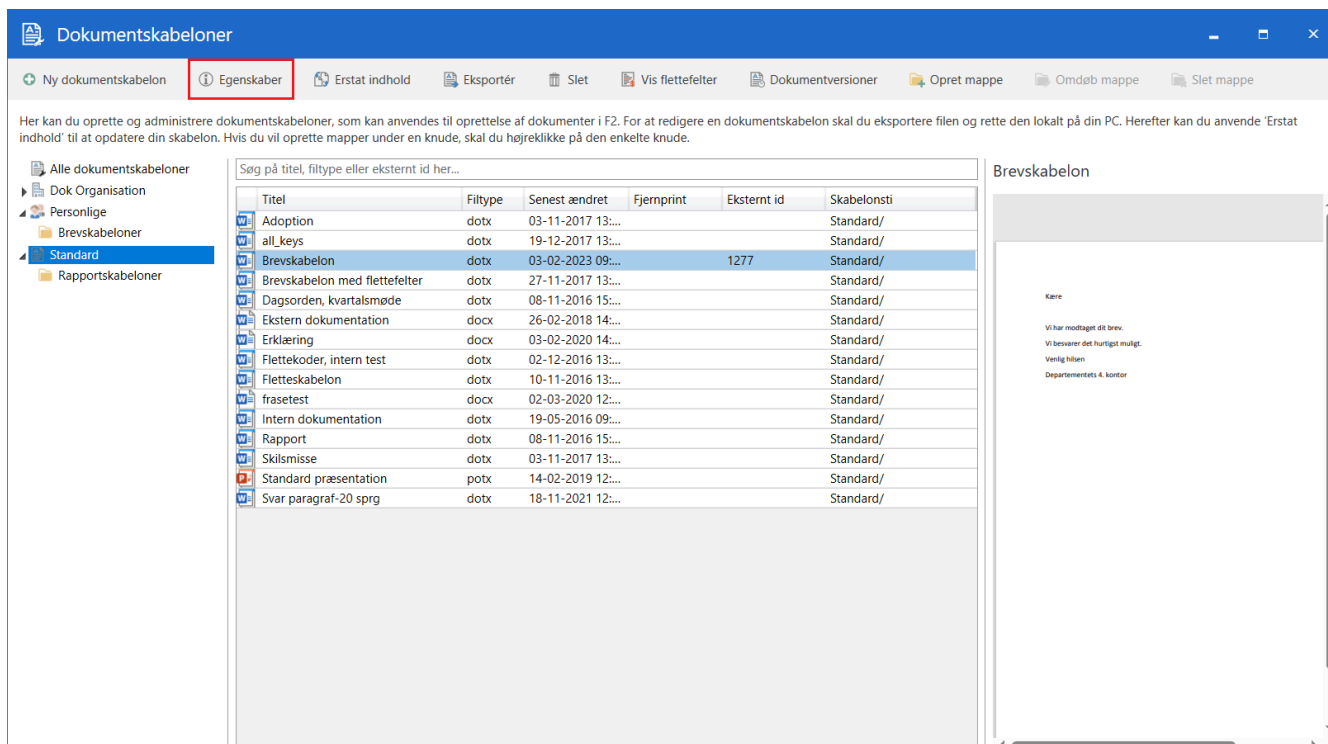 Dokumentskabeloner
Ny dokumentskabelon Egenskaber Erstat indhold Eksportér Slet Vis flettefelter Dokumentversioner Opret mappe Omdøb mappe Slet mappe
Her kan du oprette og administrere dokumentskabeloner, som kan anvendes til oprettelse af dokumenter i F2. For at redigere en dokumentskabelon skal du eksportere filen og rette den lokalt på din PC. Herefter kan du anvende ‘Erstat
indhold’ til at opdatere din skabelon. Hvis du vil oprette mapper under en knude, skal du højreklikke på den enkelte knude.
Alle dokumentskabeloner
Dok Organisation
Personlige
Brevskabeloner
Standard
Rapportskabeloner
Søg på titel, filtype eller eksternt id her...
Titel Filtype Senest ændret Fjernprint Eksternt id Skabelonsti
Adoption dotx 03-11-2017 13:... Standard/
all_keys dotx 19-12-2017 13:... Standard/
Brevskabelon dotx 03-02-2023 09:... 1277 Standard/
Brevskabelon med flettefelter dotx 27-11-2017 13:... Standard/
Dagsorden, kvartalsmøde dotx 08-11-2016 15:... Standard/
Ekstern dokumentation docx 26-02-2018 14:... Standard/
Erklæring docx 03-02-2020 14:... Standard/
Flettekoder, intern test dotx 02-12-2016 13:... Standard/
Fletteskabelon dotx 10-11-2016 13:... Standard/
frasetest docx 02-03-2020 12:... Standard/
Intern dokumentation dotx 19-05-2016 09:... Standard/
Rapport dotx 08-11-2016 15:... Standard/
Skilsmisse dotx 03-11-2017 13:... Standard/
Standard præsentation potx 14-02-2019 12:... Standard/
Svar paragraf-20 sprg dotx 18-11-2021 12:... Standard/
Brevskabelon
Kære
Vi har modtaget dit brev.
Vi besvarer det hurtigst muligt.
Venlig hilsen
Departementets 4. kontor